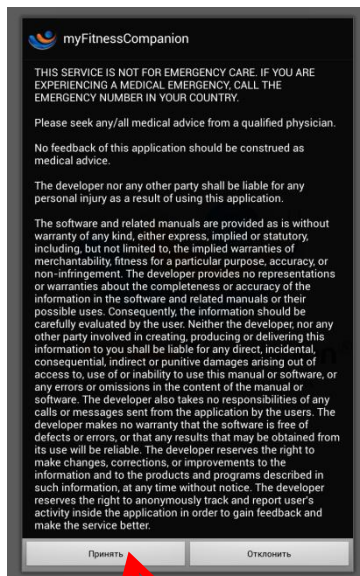 myFitnessCompanion
THIS SERVICE IS NOT FOR EMERGENCY CARE. IF YOU ARE
EXPERIENCING A MEDICAL EMERGENCY, CALL THE
EMERGENCY NUMBER IN YOUR COUNTRY.
Please seek any/all medical advice from a qualified physician.
No feedback of this application should be construed as
medical advice.
The developer nor any other party shall be liable for any
personal injury as a result of using this application.
The software and related manuals are provided as is without
warranty of any kind, either express, implied or statutory,
including, but not limited to, the implied warranties of
merchantability, fitness for a particular purpose, accuracy, or
non-infringement. The developer provides no representations
or warranties about the completeness or accuracy of the
information in the software and related manuals or their
possible uses. Consequently, the information should be
carefully evaluated by the user. Neither the developer, nor any
other party involved in creating, producing or delivering this
information to you shall be liable for any direct, incidental,
consequential, indirect or punitive damages arising out of
access to, use of or inability to use this manual or software, or
any errors or omissions in the content of the manual or
software. The developer also takes no responsibilities of any
calls or messages sent from the application by the users. The
developer makes no warranty that the software is free of
defects or errors, or that any results that may be obtained from
its use will be reliable. The developer reserves the right to
make changes, corrections, or improvements to the
information and to the products and programs described in
such information, at any time without notice. The developer
reserves the right to anonymously track and report user's
activity inside the application in order to gain feedback and
make the service better.
Принять
Отклонить